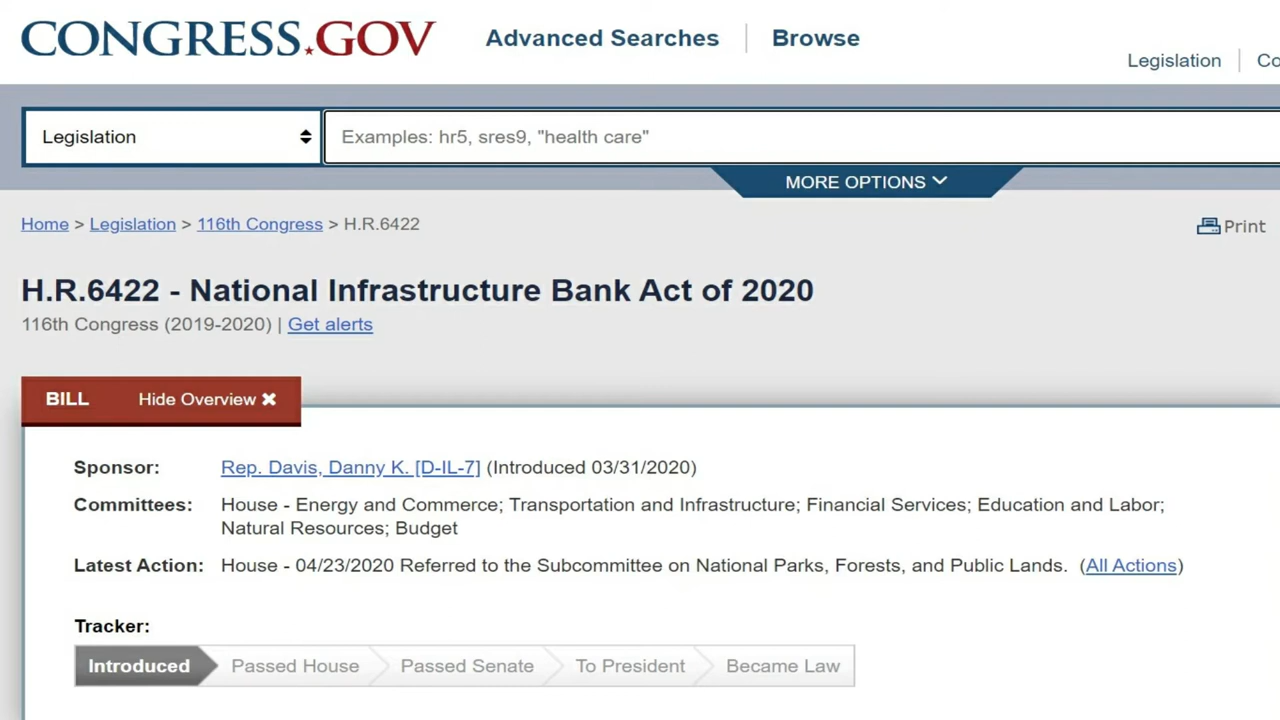 CONGRESS.GOV
Advanced Searches
Browse
Legislation
Co
Legislation
Examples: hr5, sres9, "health care"
MORE OPTIONS
Home > Legislation > 116th Congress > H.R.6422
Print
H.R.6422 - National Infrastructure Bank Act of 2020
116th Congress (2019-2020) | Get alerts
BILL
Hide Overview ✖
Sponsor: Rep. Davis, Danny K. [D-IL-7] (Introduced 03/31/2020)
Committees: House - Energy and Commerce; Transportation and Infrastructure; Financial Services; Education and Labor;
Natural Resources; Budget
Latest Action: House - 04/23/2020 Referred to the Subcommittee on National Parks, Forests, and Public Lands. (All Actions)
Tracker:
Introduced
Passed House
Passed Senate
To President
Became Law